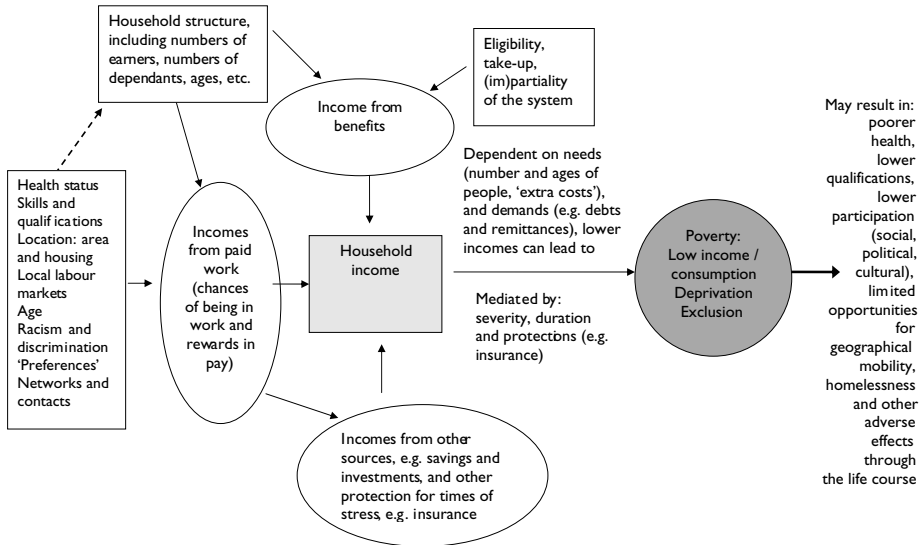 Household structure,
including numbers of
earners, numbers of
dependants, ages, etc.
Eligibility,
take-up,
(im)partiality
of the system
Income from
benefits
Health status
Skills and
qualifications
Location: area
and housing
Local labour
markets
Age
Racism and
discrimination
‘Preferences’
Networks and
contacts
Incomes
from paid
work
(chances
of being in
work and
rewards in
pay)
Household
income
Dependent on needs
(number and ages of
people, ‘extra costs’),
and demands (e.g. debts
and remittances), lower
incomes can lead to
Mediated by:
severity, duration
and protections (e.g.
insurance)
Poverty:
Low income /
consumption
Deprivation
Exclusion
May result in:
poorer
health,
lower
qualifications,
lower
participation
(social,
political,
cultural),
limited
opportunities
for
geographical
mobility,
homelessness
and other
adverse
effects
through
the life course
Incomes from other
sources, e.g. savings and
investments, and other
protection for times of
stress, e.g. insurance